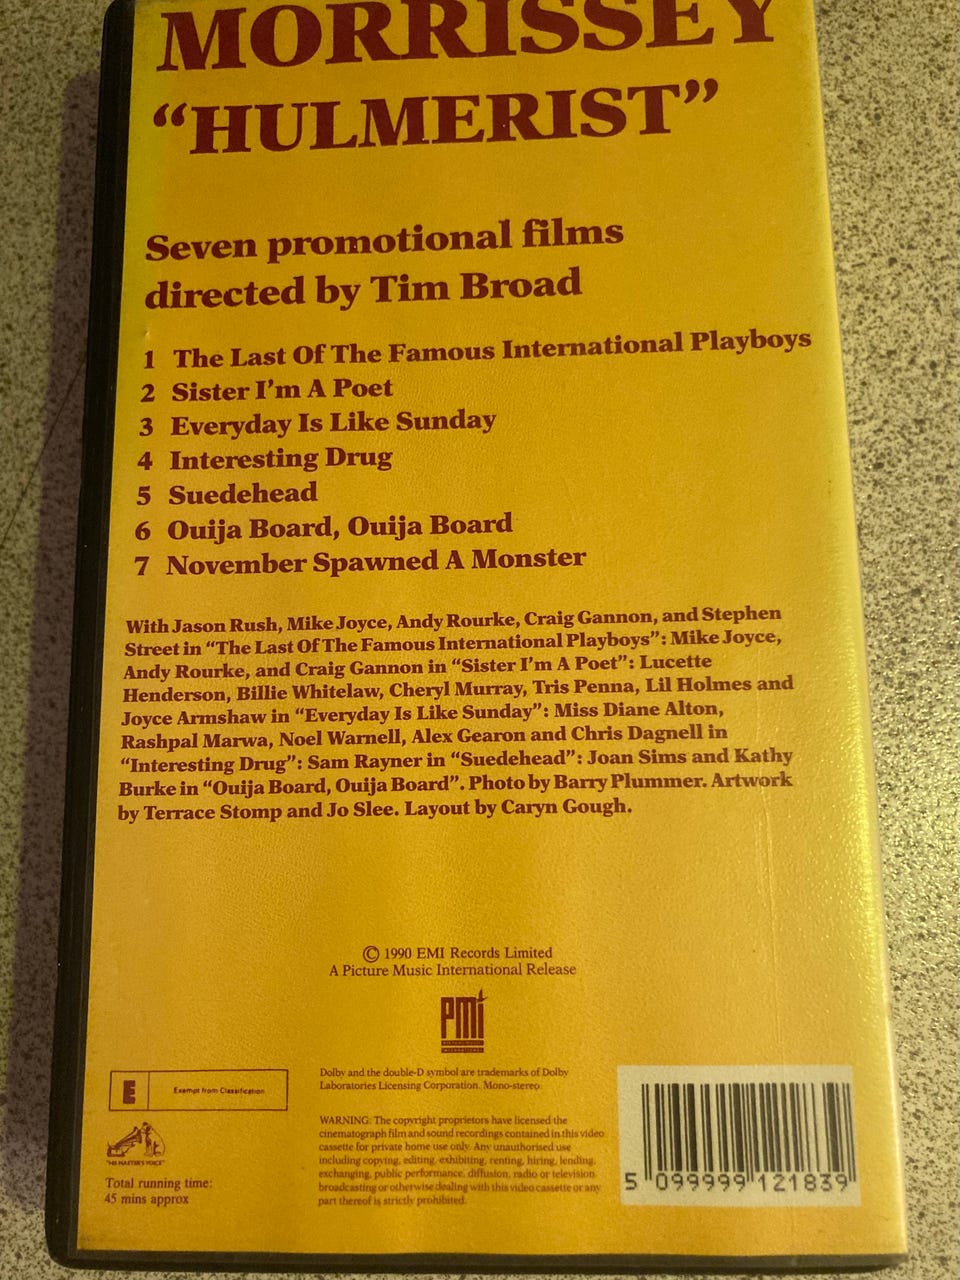 MORRISSEY
“HULMERIST”
Seven promotional films
directed by Tim Broad
1 The Last Of The Famous International Playboys
2 Sister I'm A Poet
3 Everyday Is Like Sunday
4 Interesting Drug
5 Suedehead
6 Ouija Board, Ouija Board
7 November Spawned A Monster
With Jason Rush, Mike Joyce, Andy Rourke, Craig Gannon, and Stephen
Street in “The Last Of The Famous International Playboys”: Mike Joyce,
Andy Rourke, and Craig Gannon in “Sister I'm A Poet”: Lucette
Henderson, Billie Whitelaw, Cheryl Murray, Tris Penna, Lil Holmes and
Joyce Armshaw in “Everyday Is Like Sunday”: Miss Diane Alton,
Rashpal Marwa, Noel Warnell, Alex Gearon and Chris Dagnell in
“Interesting Drug”: Sam Rayner in “Suedehead”: Joan Sims and Kathy
Burke in “Ouija Board, Ouija Board”. Photo by Barry Plummer. Artwork
by Terrace Stomp and Jo Slee. Layout by Caryn Gough.
© 1990 EMI Records Limited
A Picture Music International Release
PMi
PICTURE MUSIC
INTERNATIONAL
E Exempt from Classification
"HIS MASTER'S VOICE"
Total running time:
45 mins approx
Dolby and the double-D symbol are trademarks of Dolby
Laboratories Licensing Corporation. Mono-stereo.
WARNING: The copyright proprietors have licensed the
cinematograph film and sound recordings contained in this video
cassette for private home use only. Any unauthorised use
including copying, editing, exhibiting, renting, hiring, lending,
exchanging, public performance, diffusion, radio or television
broadcasting or otherwise dealing with this video cassette or any
part thereof is strictly prohibited.
5 099999 121839